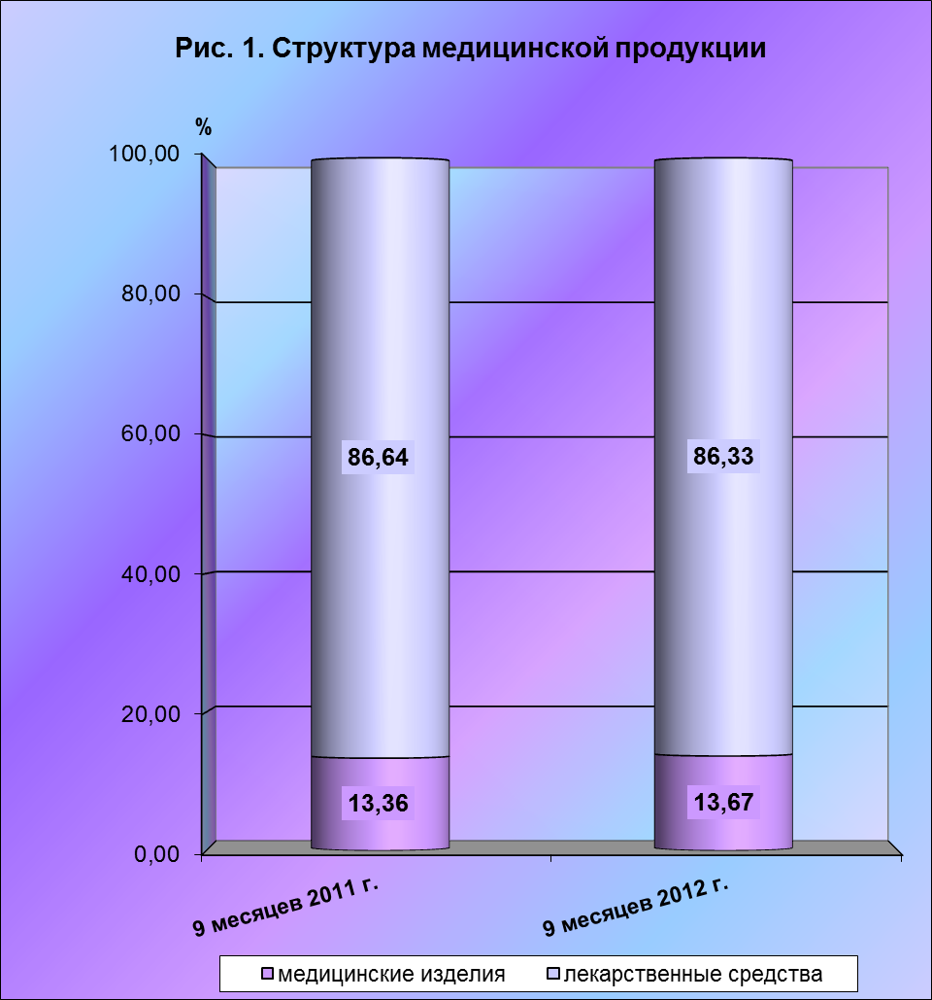 Рис. 1. Структура медицинской продукции
%
100,00
80,00
60,00
40,00
20,00
0,00
86,64
86,33
13,36
13,67
9 месяцев 2011 г.
9 месяцев 2012 г.
медицинские изделия
лекарственные средства